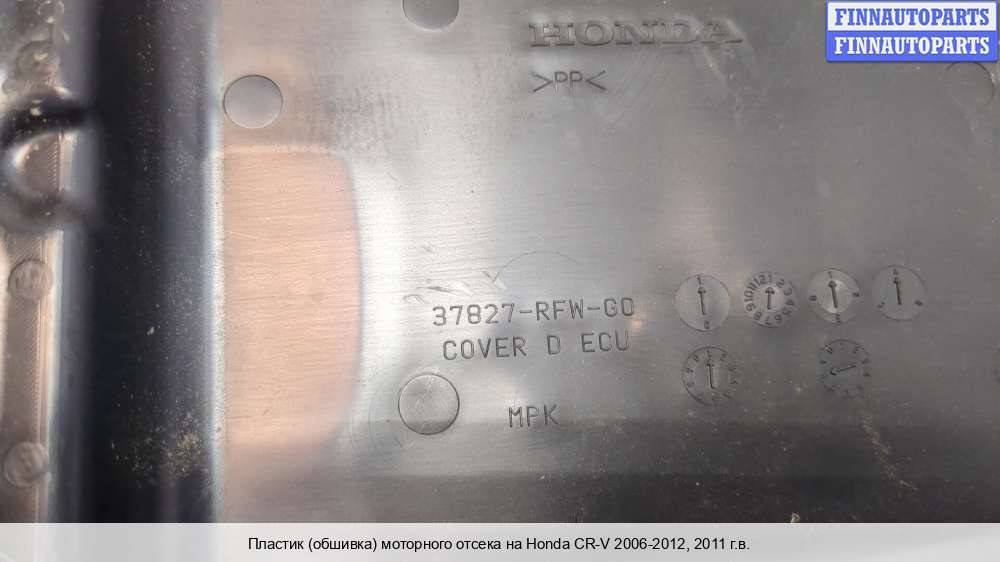 FINNAUTOPARTS
FINNAUTOPARTS
HONDA
>PP<
37827-RFW-G0
COVER D ECU
MPK
Пластик (обшивка) моторного отсека на Honda CR-V 2006-2012, 2011 г.в.